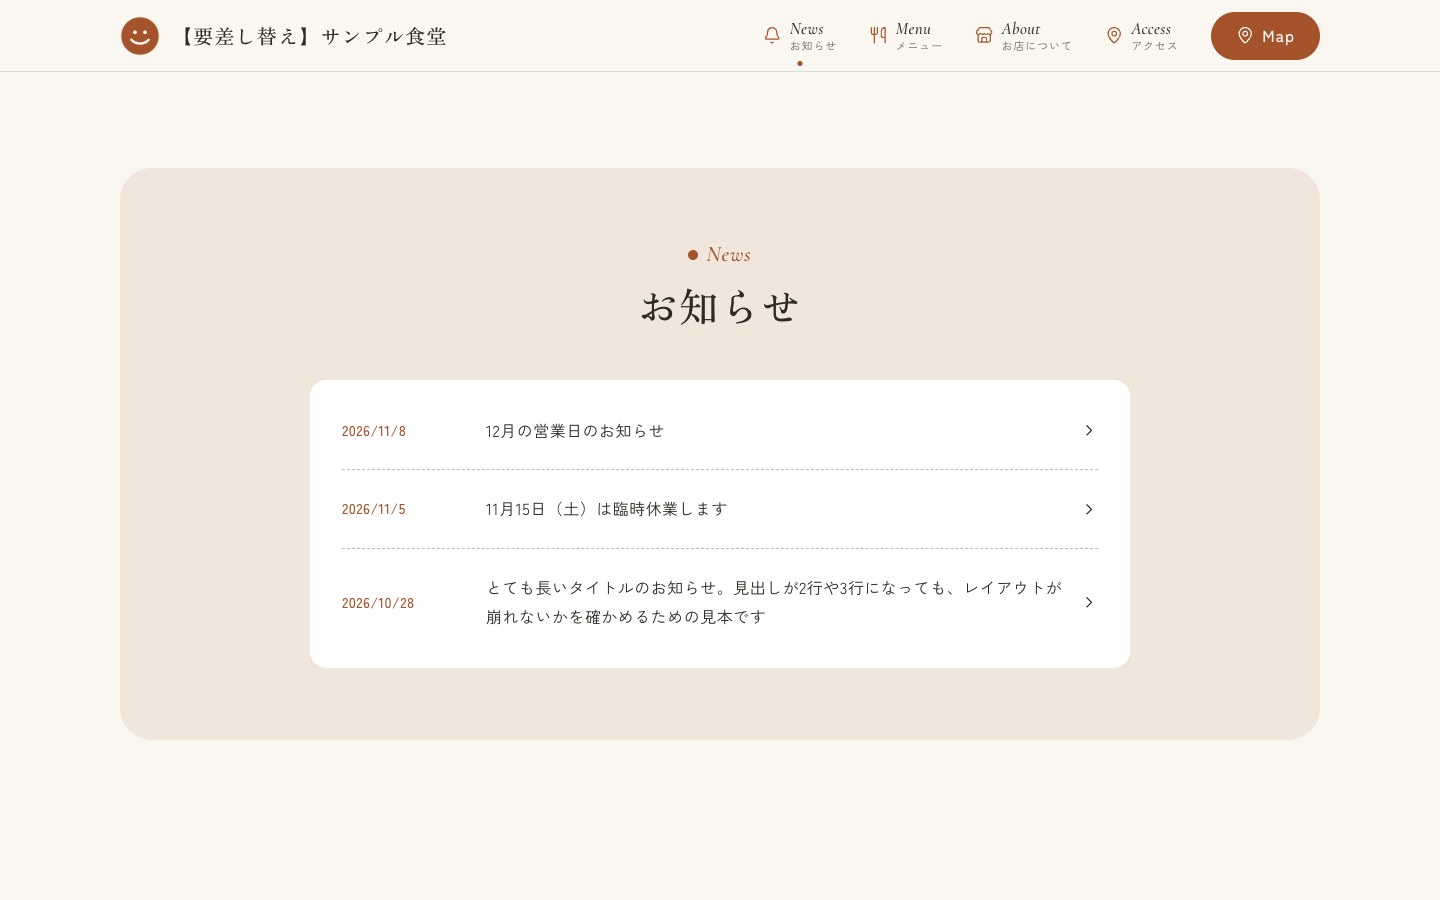 【要差し替え】サンプル食堂
News
お知らせ
Menu
メニュー
About
お店について
Access
アクセス
Map
News
お知らせ
2026/11/8
12月の営業日のお知らせ
2026/11/5
11月15日（土）は臨時休業します
2026/10/28
とても長いタイトルのお知らせ。見出しが2行や3行になっても、レイアウトが
崩れないかを確かめるための見本です